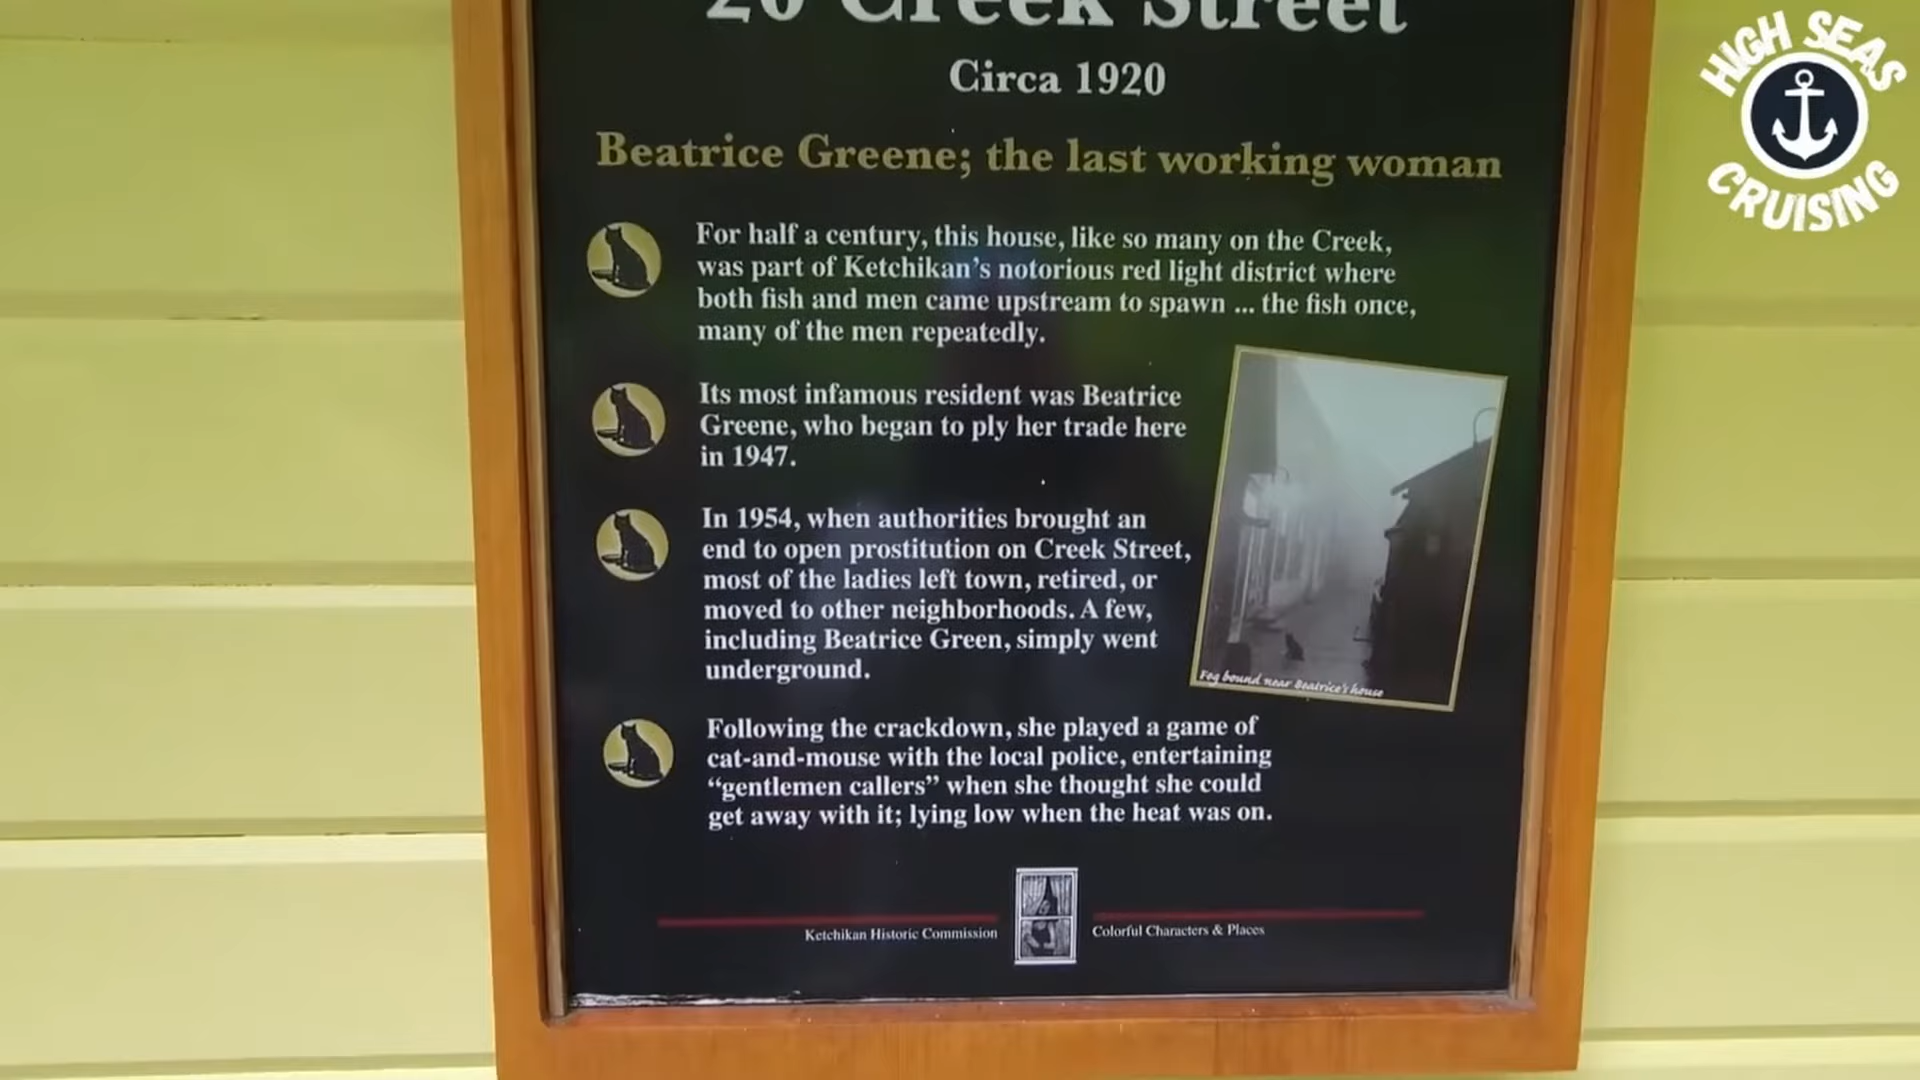 20 Creek Street
Circa 1920
Beatrice Greene; the last working woman
For half a century, this house, like so many on the Creek,
was part of Ketchikan's notorious red light district where
both fish and men came upstream to spawn ... the fish once,
many of the men repeatedly.
Its most infamous resident was Beatrice
Greene, who began to ply her trade here
in 1947.
In 1954, when authorities brought an
end to open prostitution on Creek Street,
most of the ladies left town, retired, or
moved to other neighborhoods. A few,
including Beatrice Green, simply went
underground.
Fog bound near Beatrice's house
Following the crackdown, she played a game of
cat-and-mouse with the local police, entertaining
“gentlemen callers” when she thought she could
get away with it; lying low when the heat was on.
Ketchikan Historic Commission
Colorful Characters & Places
HIGH SEAS
CRUISING